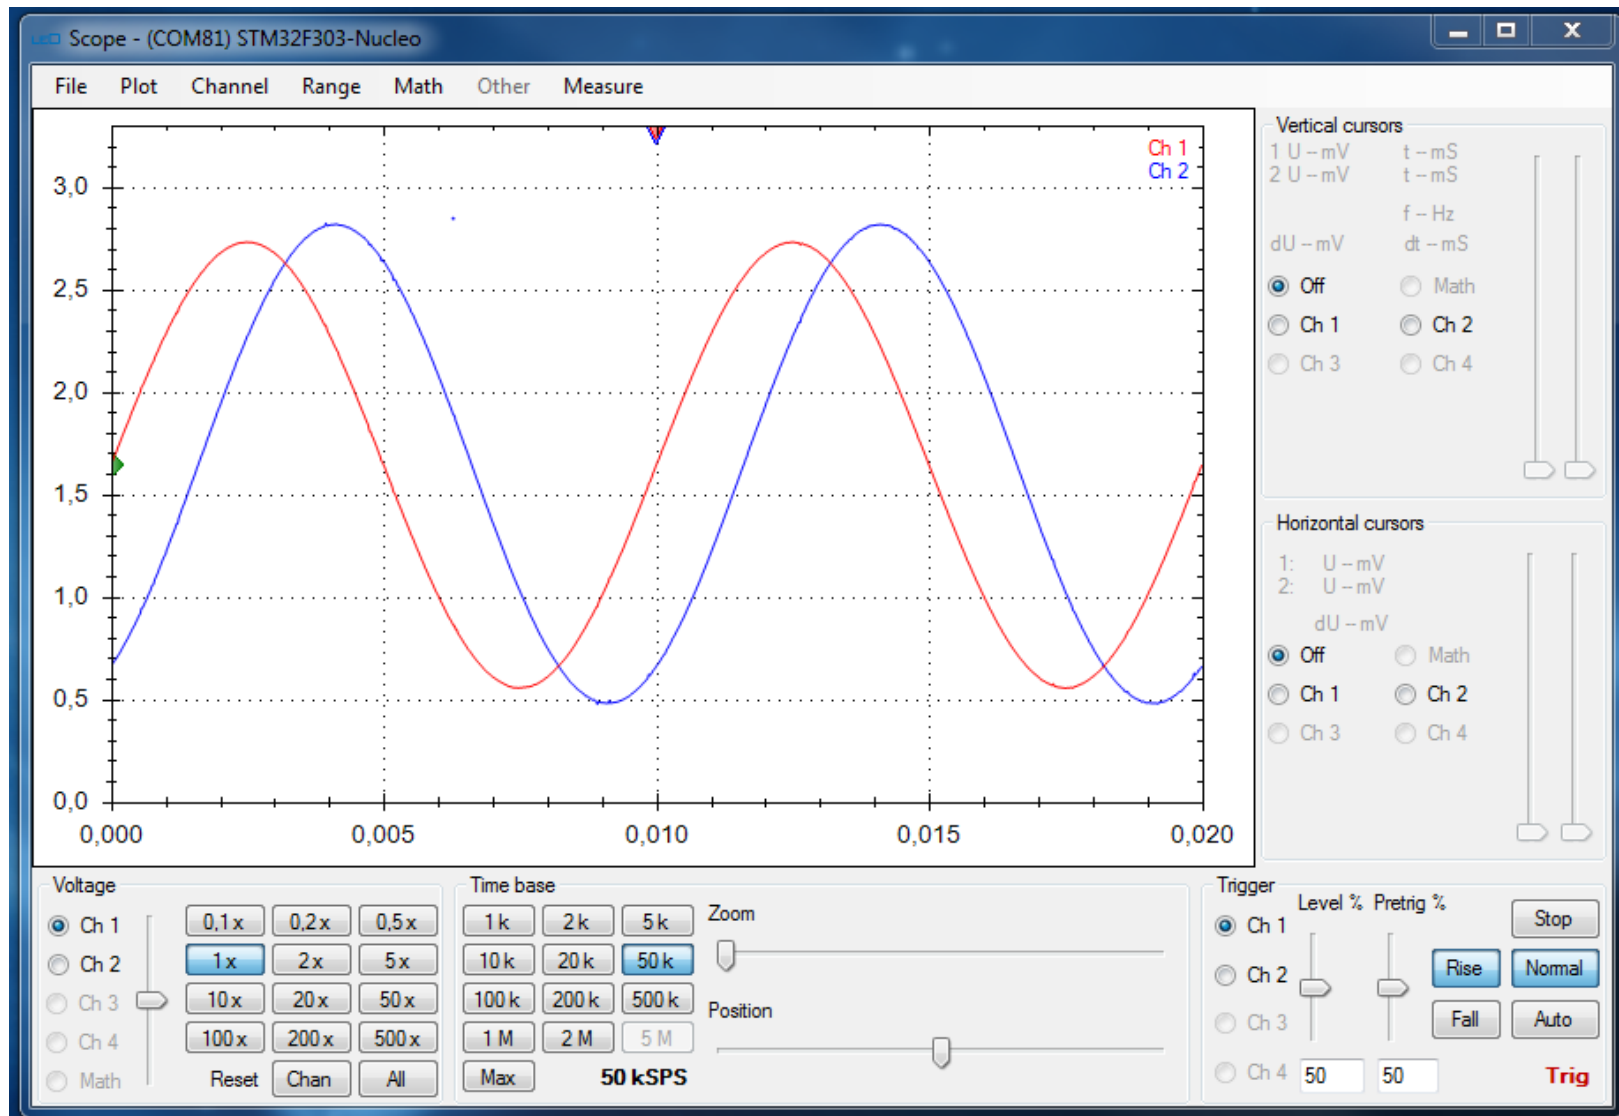 LEO Scope - (COM81) STM32F303-Nucleo
File Plot Channel Range Math Other Measure
Ch 1
Ch 2
3,0
2,5
2,0
1,5
1,0
0,5
0,0
0,000 0,005 0,010 0,015 0,020
Vertical cursors
1 U -- mV t -- mS
2 U -- mV t -- mS
f -- Hz
dU -- mV dt -- mS
Off Math
Ch 1 Ch 2
Ch 3 Ch 4
Horizontal cursors
1: U -- mV
2: U -- mV
dU -- mV
Off Math
Ch 1 Ch 2
Ch 3 Ch 4
Voltage
Ch 1
Ch 2
Ch 3
Ch 4
Math
0,1 x 0,2 x 0,5 x
1 x 2 x 5 x
10 x 20 x 50 x
100 x 200 x 500 x
Reset Chan All
Time base
1 k 2 k 5 k
10 k 20 k 50 k
100 k 200 k 500 k
1 M 2 M 5 M
Max 50 kSPS
Zoom
Position
Trigger
Level % Pretrig %
Ch 1
Ch 2
Ch 3
Ch 4
50 50
Stop
Rise Normal
Fall Auto
Trig